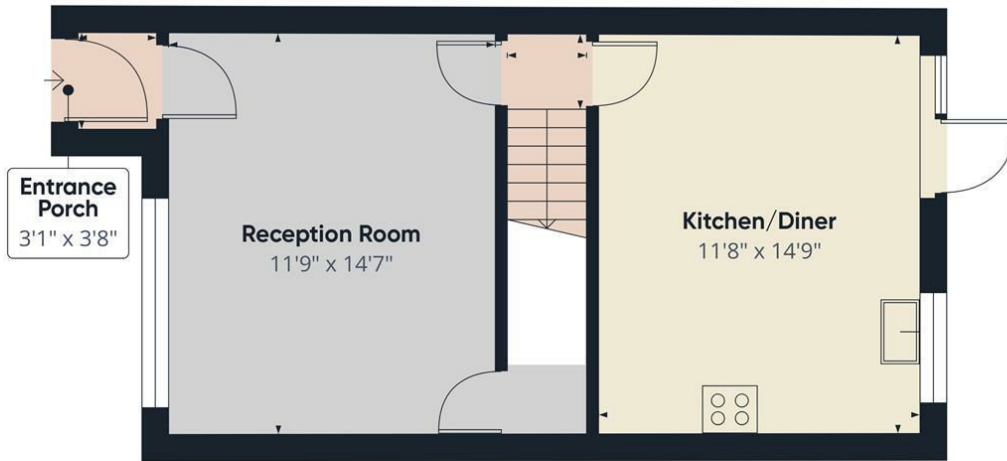 Entrance
Porch
3'1" x 3'8"
Reception Room
11'9" x 14'7"
Kitchen/Diner
11'8" x 14'9"